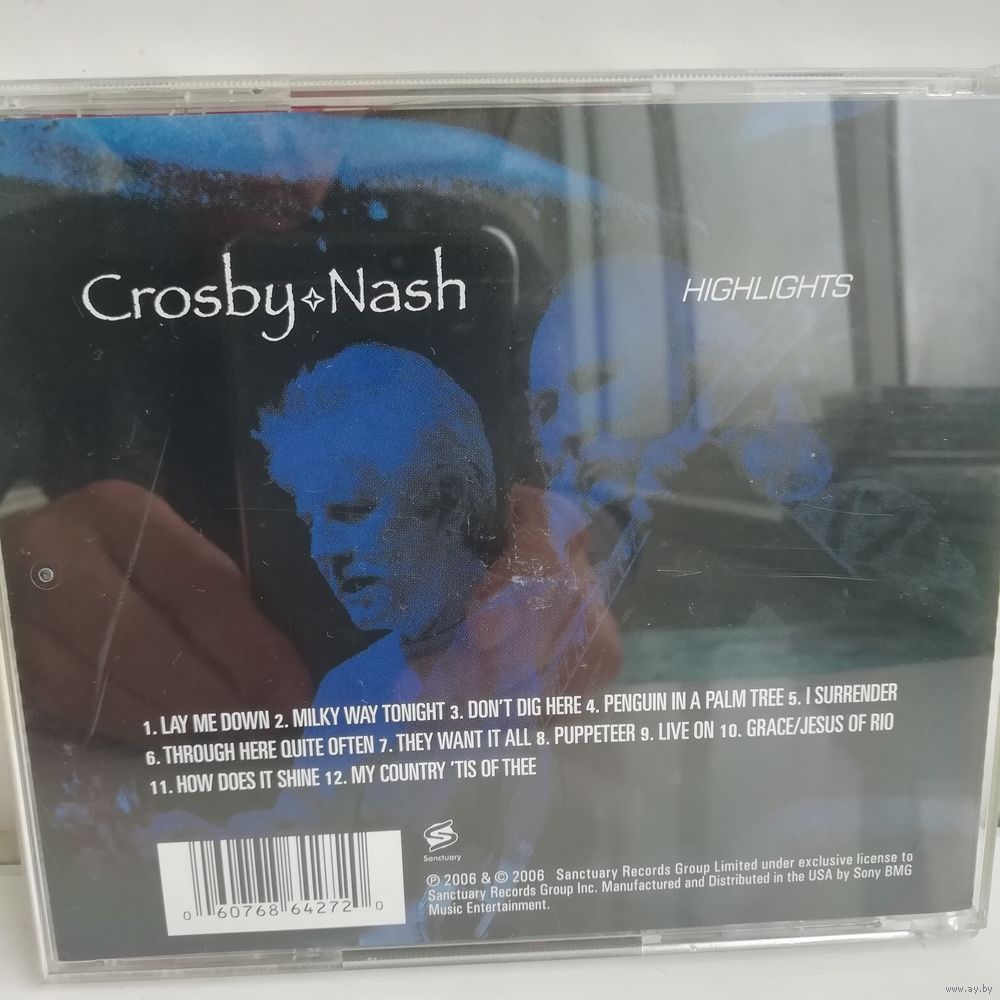 Crosby✧Nash
HIGHLIGHTS
1. LAY ME DOWN 2. MILKY WAY TONIGHT 3. DON'T DIG HERE 4. PENGUIN IN A PALM TREE 5. I SURRENDER
6. THROUGH HERE QUITE OFTEN 7. THEY WANT IT ALL 8. PUPPETEER 9. LIVE ON 10. GRACE/JESUS OF RIO
11. HOW DOES IT SHINE 12. MY COUNTRY 'TIS OF THEE
Sanctuary
℗ 2006 & © 2006 Sanctuary Records Group Limited under exclusive license to
Sanctuary Records Group Inc. Manufactured and Distributed in the USA by Sony BMG
Music Entertainment.
0 60768 64272 0
www.ay.by